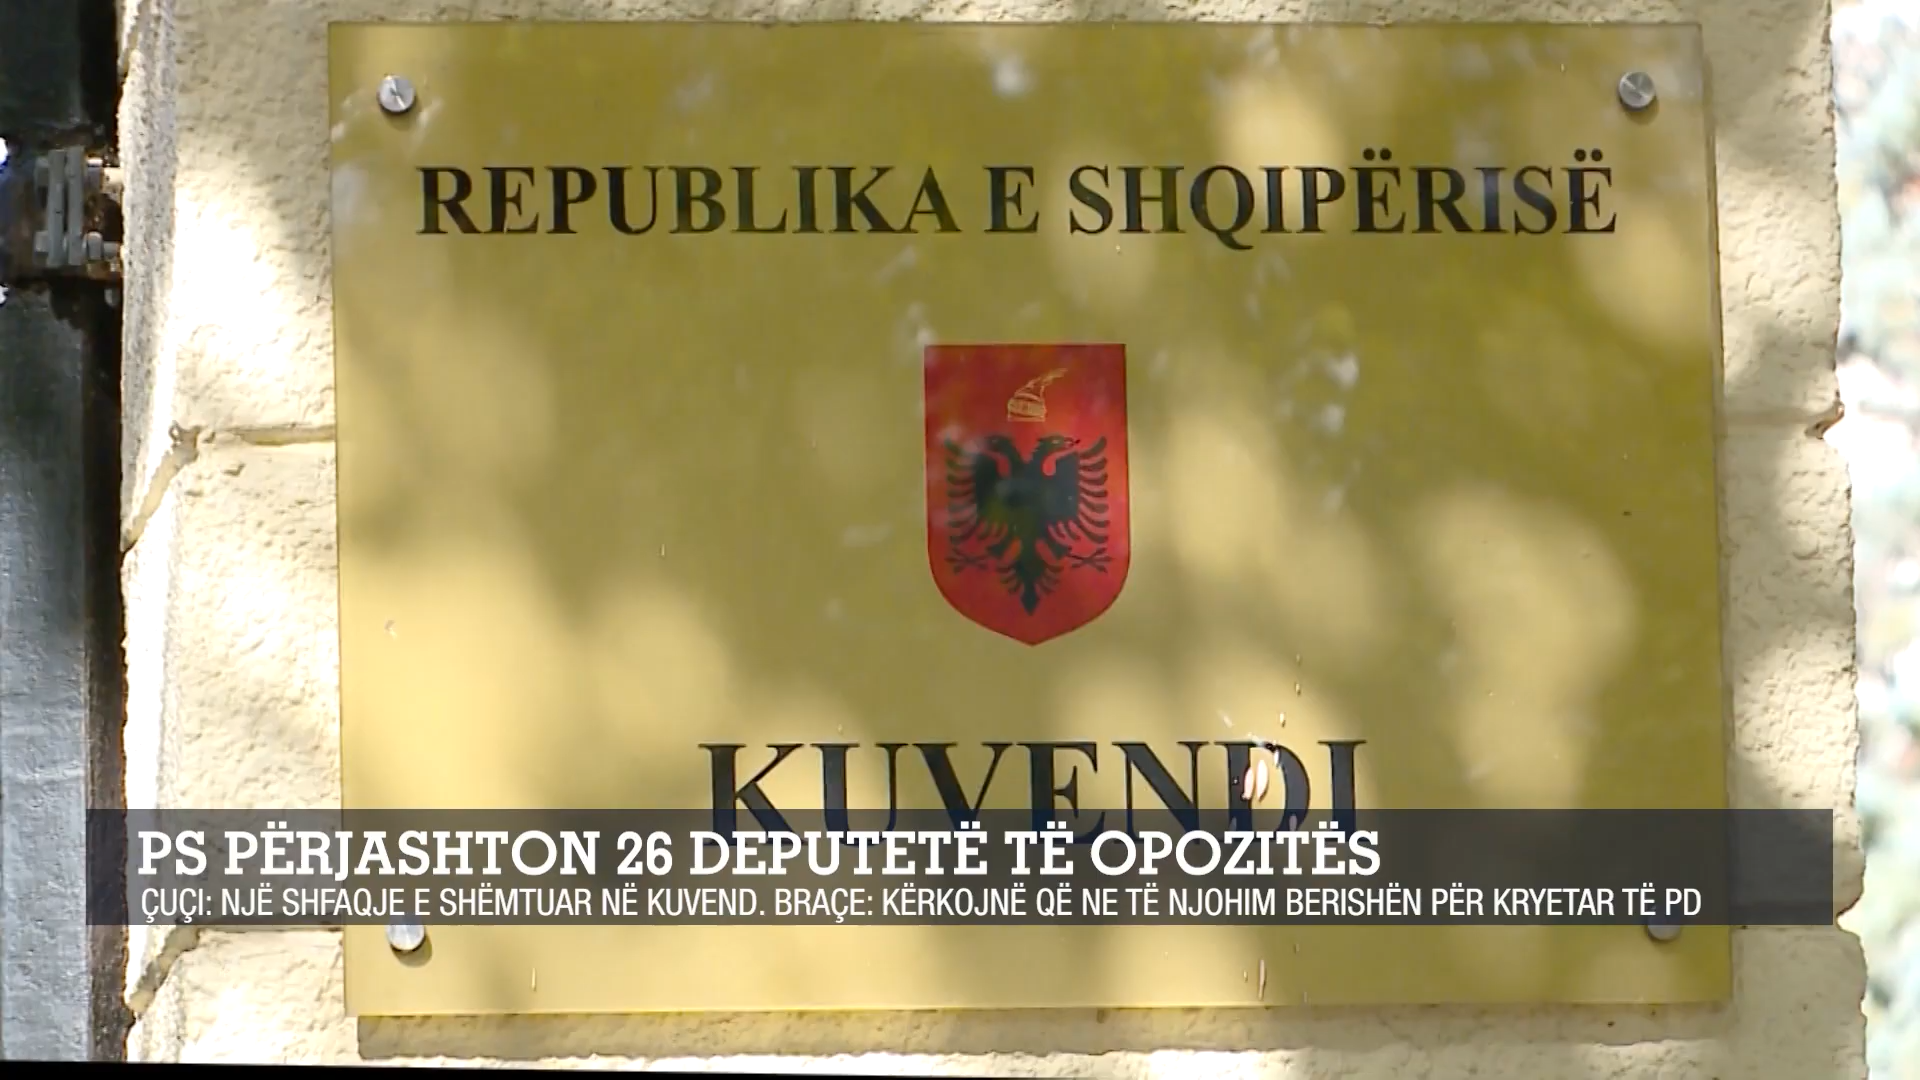 REPUBLIKA E SHQIPËRISË
KUVENDI
PS PËRJASHTON 26 DEPUTETË TË OPOZITËS
ÇUÇI: NJË SHFAQJE E SHËMTUAR NË KUVEND. BRAÇE: KËRKOJNË QË NE TË NJOHIM BERISHËN PËR KRYETAR TË PD